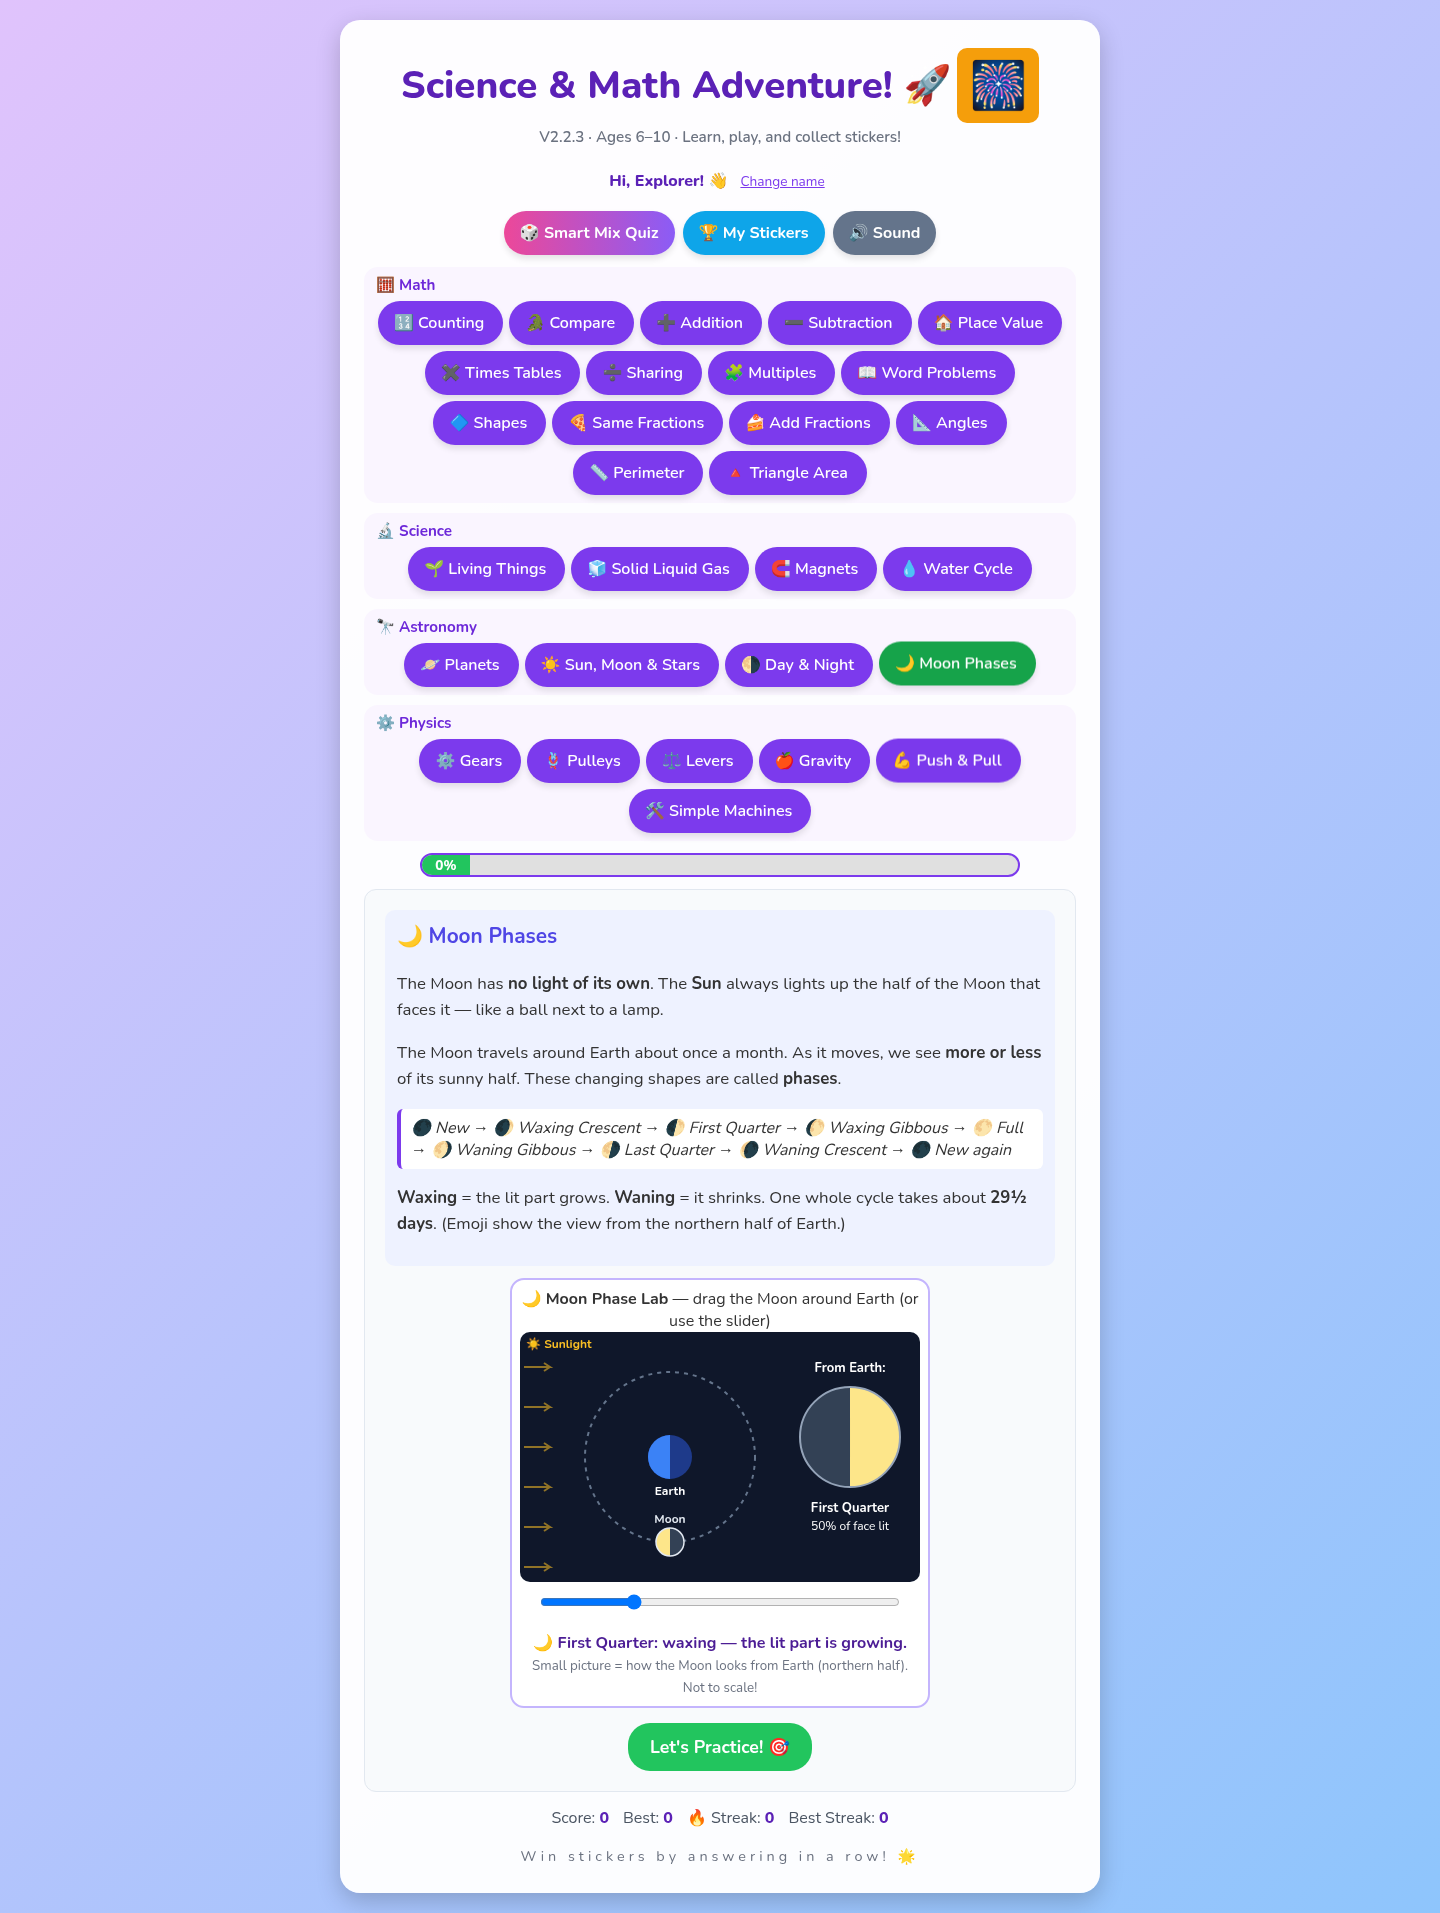 Science & Math Adventure! 🚀 🎆
V2.2.3 · Ages 6–10 · Learn, play, and collect stickers!
Hi, Explorer! 👋 Change name
🎲 Smart Mix Quiz 🏆 My Stickers 🔊 Sound
🧮 Math
🔢 Counting 🐊 Compare ➕ Addition ➖ Subtraction 🏠 Place Value
✖️ Times Tables ➗ Sharing 🧩 Multiples 📖 Word Problems
🔷 Shapes 🍕 Same Fractions 🍰 Add Fractions 📐 Angles
📏 Perimeter 🔺 Triangle Area
🔬 Science
🌱 Living Things 🧊 Solid Liquid Gas 🧲 Magnets 💧 Water Cycle
🔭 Astronomy
🪐 Planets ☀️ Sun, Moon & Stars 🌗 Day & Night 🌙 Moon Phases
⚙️ Physics
⚙️ Gears 🪢 Pulleys ⚖️ Levers 🍎 Gravity 💪 Push & Pull
🛠️ Simple Machines
0%
🌙 Moon Phases
The Moon has no light of its own. The Sun always lights up the half of the Moon that
faces it — like a ball next to a lamp.
The Moon travels around Earth about once a month. As it moves, we see more or less
of its sunny half. These changing shapes are called phases.
🌑 New → 🌒 Waxing Crescent → 🌓 First Quarter → 🌔 Waxing Gibbous → 🌕 Full
→ 🌖 Waning Gibbous → 🌗 Last Quarter → 🌘 Waning Crescent → 🌑 New again
Waxing = the lit part grows. Waning = it shrinks. One whole cycle takes about 29½
days. (Emoji show the view from the northern half of Earth.)
🌙 Moon Phase Lab — drag the Moon around Earth (or
use the slider)
☀️ Sunlight
From Earth:
Earth
First Quarter
Moon
50% of face lit
🌙 First Quarter: waxing — the lit part is growing.
Small picture = how the Moon looks from Earth (northern half).
Not to scale!
Let's Practice! 🎯
Score: 0 Best: 0 🔥 Streak: 0 Best Streak: 0
Win stickers by answering in a row! 🌟